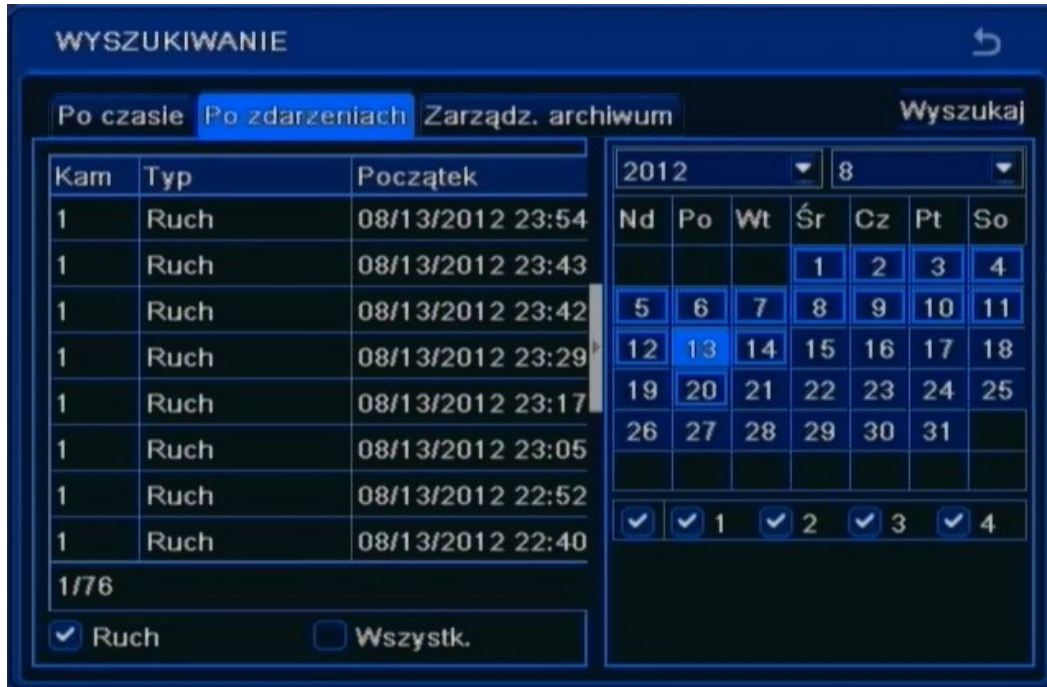 WYSZUKIWANIE
Po czasie Po zdarzeniach Zarządz. archiwum Wyszukaj
Kam Typ Początek
1 Ruch 08/13/2012 23:54
1 Ruch 08/13/2012 23:43
1 Ruch 08/13/2012 23:42
1 Ruch 08/13/2012 23:29
1 Ruch 08/13/2012 23:17
1 Ruch 08/13/2012 23:05
1 Ruch 08/13/2012 22:52
1 Ruch 08/13/2012 22:40
1/76
Ruch Wszystk.
2012 8
Nd Po Wt Śr Cz Pt So
1 2 3 4
5 6 7 8 9 10 11
12 13 14 15 16 17 18
19 20 21 22 23 24 25
26 27 28 29 30 31
1 2 3 4